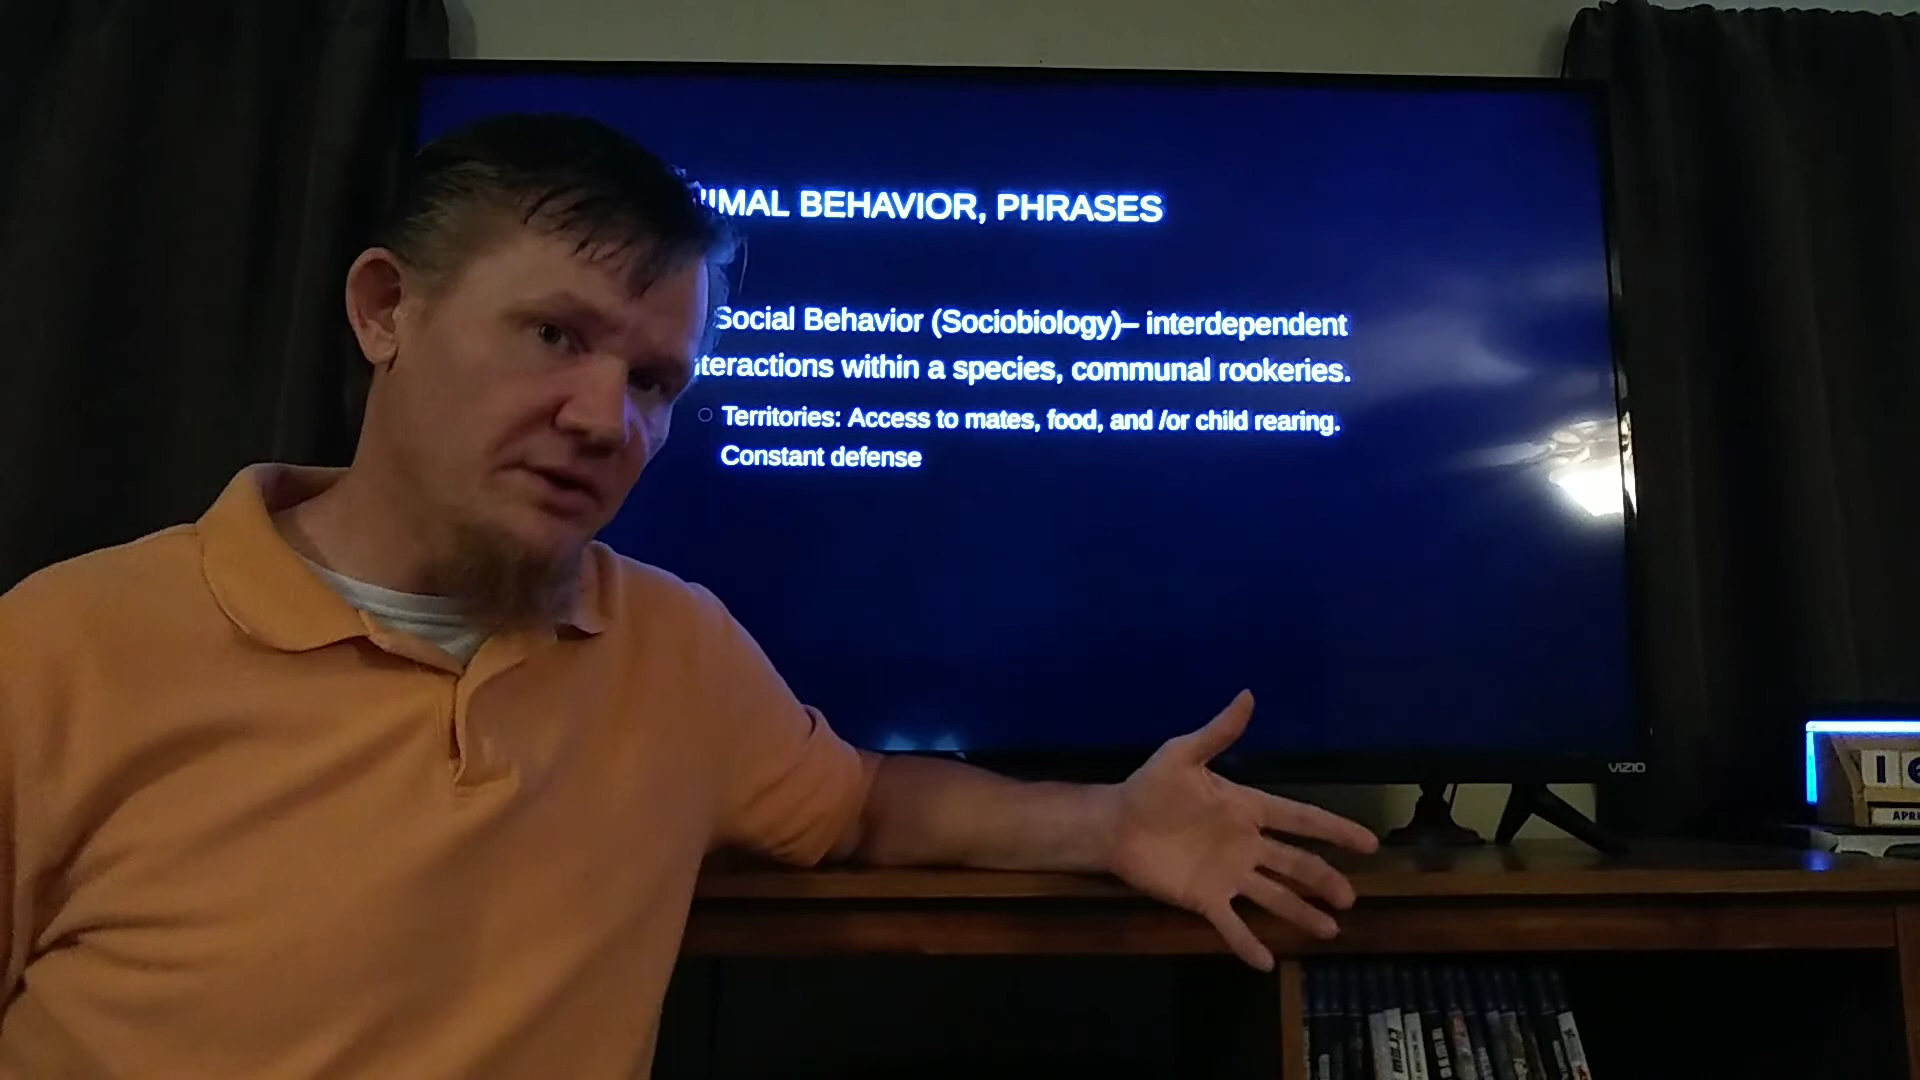 IMAL BEHAVIOR, PHRASES
Social Behavior (Sociobiology)– interdependent
teractions within a species, communal rookeries.
○ Territories: Access to mates, food, and /or child rearing.
Constant defense
VIZIO
APRI